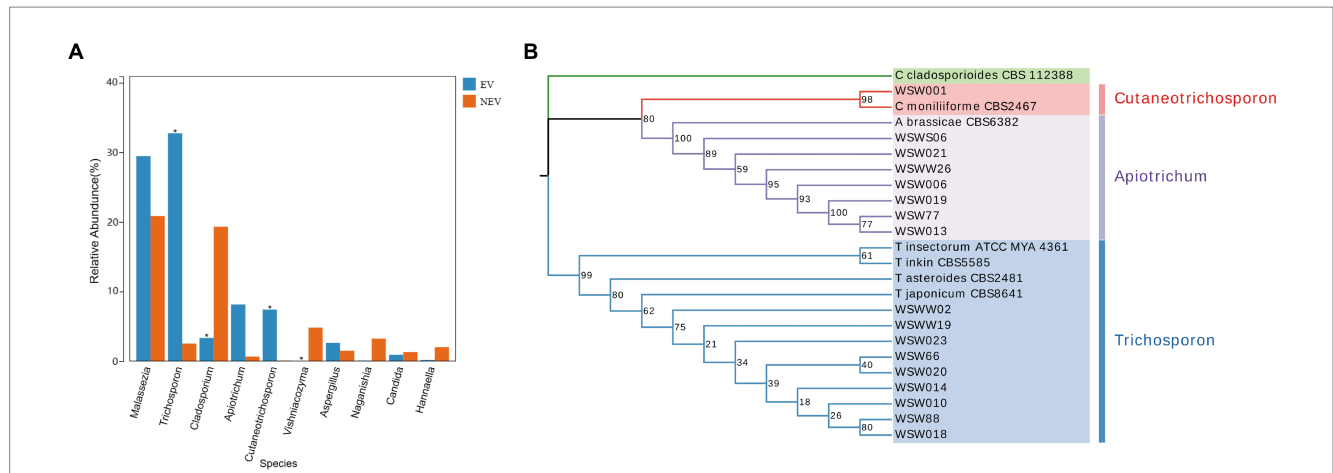 A
B
EV
NEV
Relative Abundunce(%)
40
30
20
10
0
Malassezia
Trichosporon
Cladosporium
Apiotrichum
Cutaneotrichosporon
Vishniacozyma
Aspergillus
Naganishia
Candida
Hannaella
Species
*
*
*
*
C cladosporioides CBS 112388
WSW001
C moniliiforme CBS2467
A brassicae CBS6382
WSWS06
WSW021
WSWW26
WSW006
WSW019
WSW77
WSW013
T insectorum ATCC MYA 4361
T inkin CBS5585
T asteroides CBS2481
T japonicum CBS8641
WSWW02
WSWW19
WSW023
WSW66
WSW020
WSW014
WSW010
WSW88
WSW018
98
80
100
89
59
95
93
100
77
61
99
80
62
75
21
34
40
39
18
26
80
Cutaneotrichosporon
Apiotrichum
Trichosporon